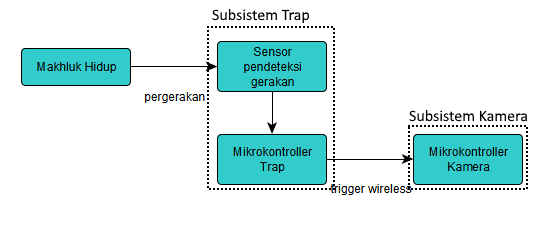 Subsistem Trap
Makhluk Hidup
Sensor
pendeteksi
gerakan
pergerakan
Subsistem Kamera
Mikrokontroller
Trap
trigger wireless
Mikrokontroller
Kamera